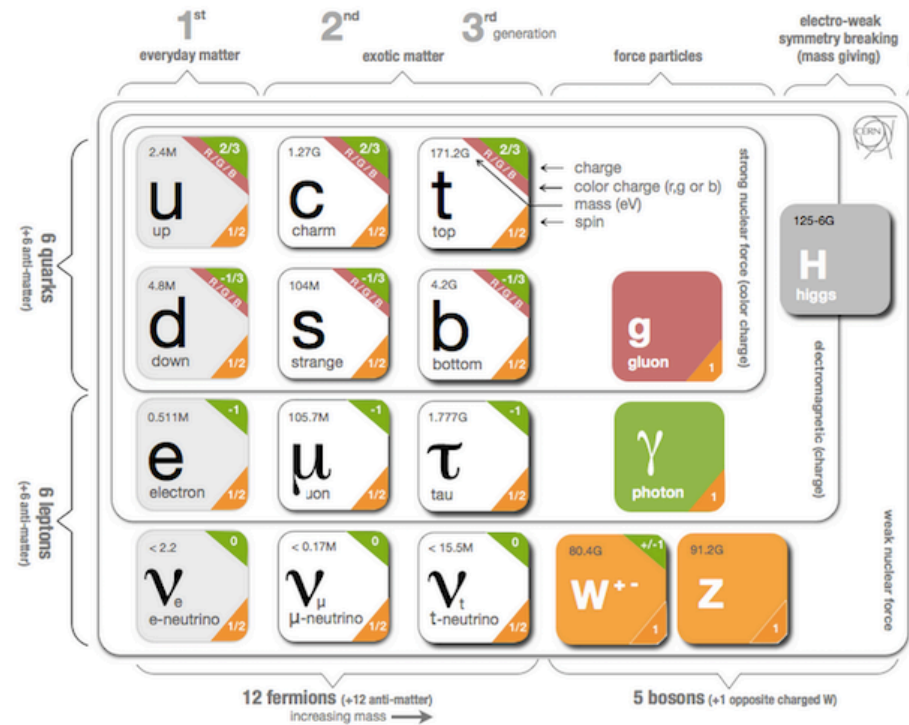 1st
2nd
3rd
generation
everyday matter
exotic matter
force particles
electro-weak
symmetry breaking
(mass giving)
CERN
6 quarks
(+6 anti-matter)
2.4M
2/3
R/G/B
u
up
1/2
1.27G
2/3
R/G/B
c
charm
1/2
171.2G
2/3
R/G/B
t
top
1/2
charge
color charge (r,g or b)
mass (eV)
spin
strong nuclear force (color charge)
125-6G
H
higgs
4.8M
-1/3
R/G/B
d
down
1/2
104M
-1/3
R/G/B
s
strange
1/2
4.2G
-1/3
R/G/B
b
bottom
1/2
g
gluon
1
electromagnetic (charge)
6 leptons
(+6 anti-matter)
0.511M
-1
e
electron
1/2
105.7M
-1
μ
uon
1/2
1.777G
-1
τ
tau
1/2
γ
photon
1
weak nuclear force
< 2.2
0
νe
e-neutrino
1/2
< 0.17M
0
νμ
μ-neutrino
1/2
< 15.5M
0
νt
t-neutrino
1/2
80.4G
+/-1
W+-
1
91.2G
Z
1
12 fermions (+12 anti-matter)
increasing mass
5 bosons (+1 opposite charged W)